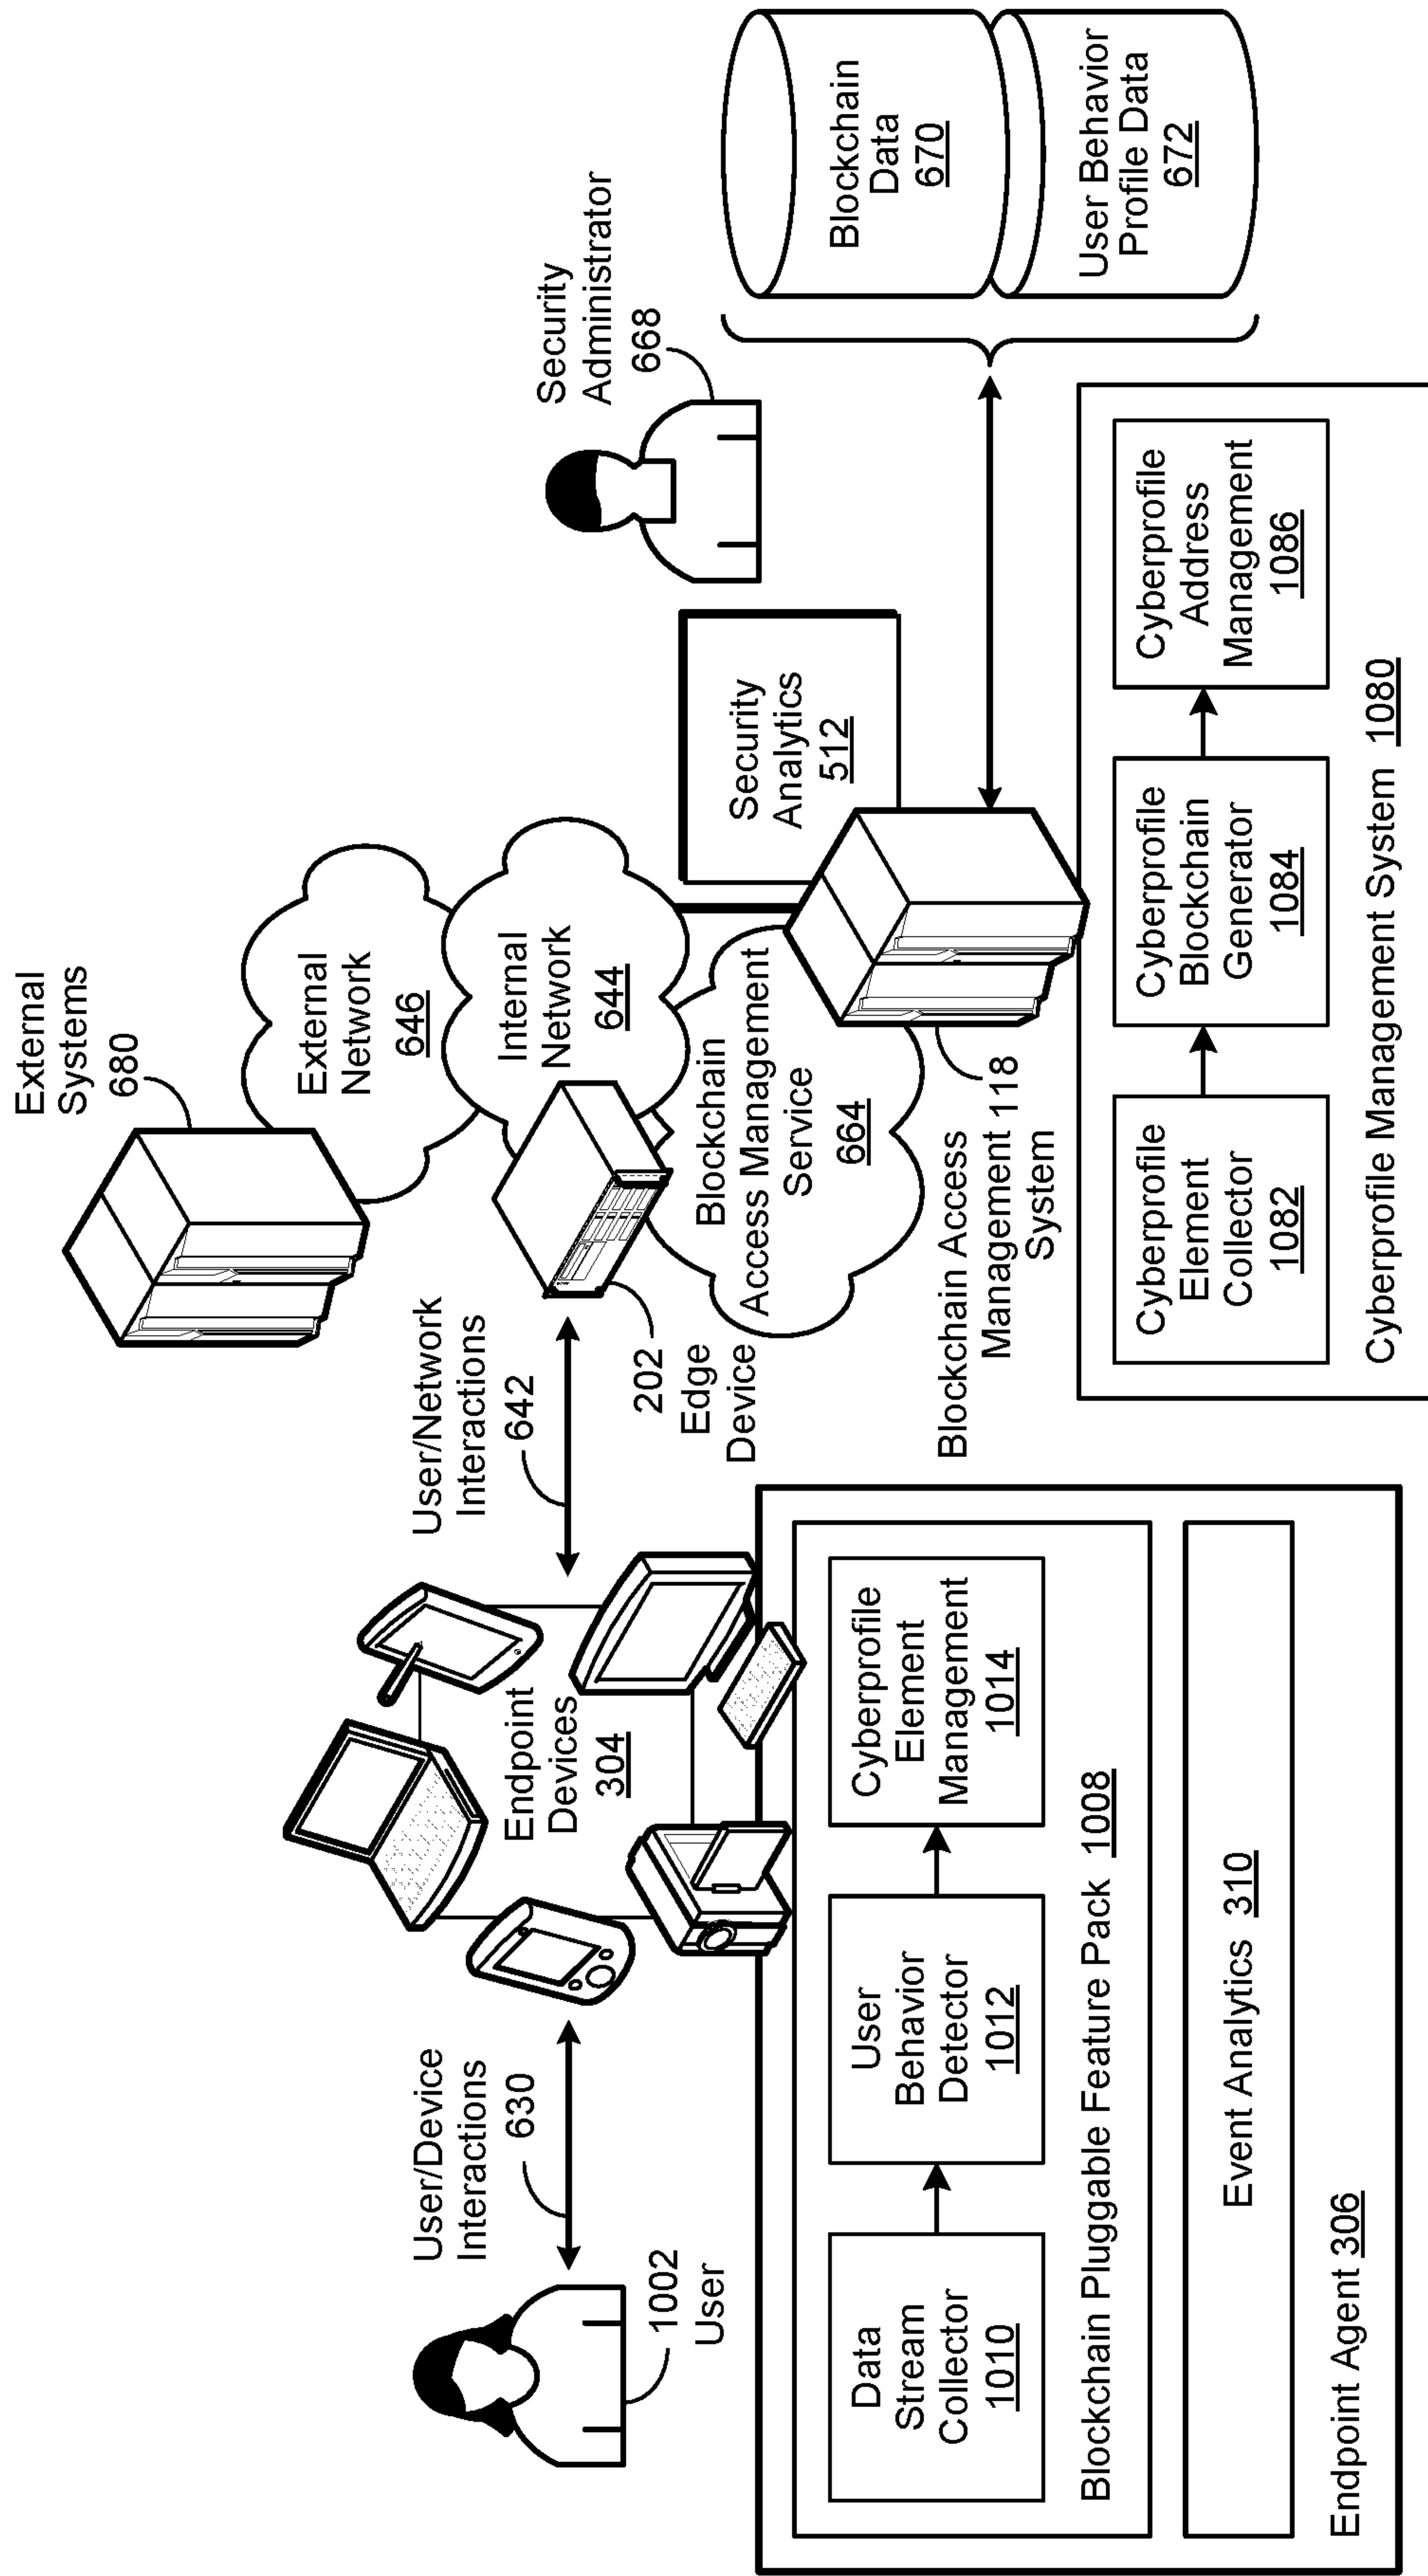 External
Systems
680
External
Network
646
Internal
Network
644
User/Device
Interactions
630
User/Network
Interactions
642
Endpoint
Devices
304
1002
User
202
Edge
Device
Blockchain
Access Management
Service
664
Security
Analytics
512
Security
Administrator
668
Blockchain Access
Management 118
System
Blockchain
Data
670
User Behavior
Profile Data
672
Data
Stream
Collector
1010
User
Behavior
Detector
1012
Cyberprofile
Element
Management
1014
Blockchain Pluggable Feature Pack 1008
Event Analytics 310
Endpoint Agent 306
Cyberprofile
Element
Collector
1082
Cyberprofile
Blockchain
Generator
1084
Cyberprofile
Address
Management
1086
Cyberprofile Management System 1080